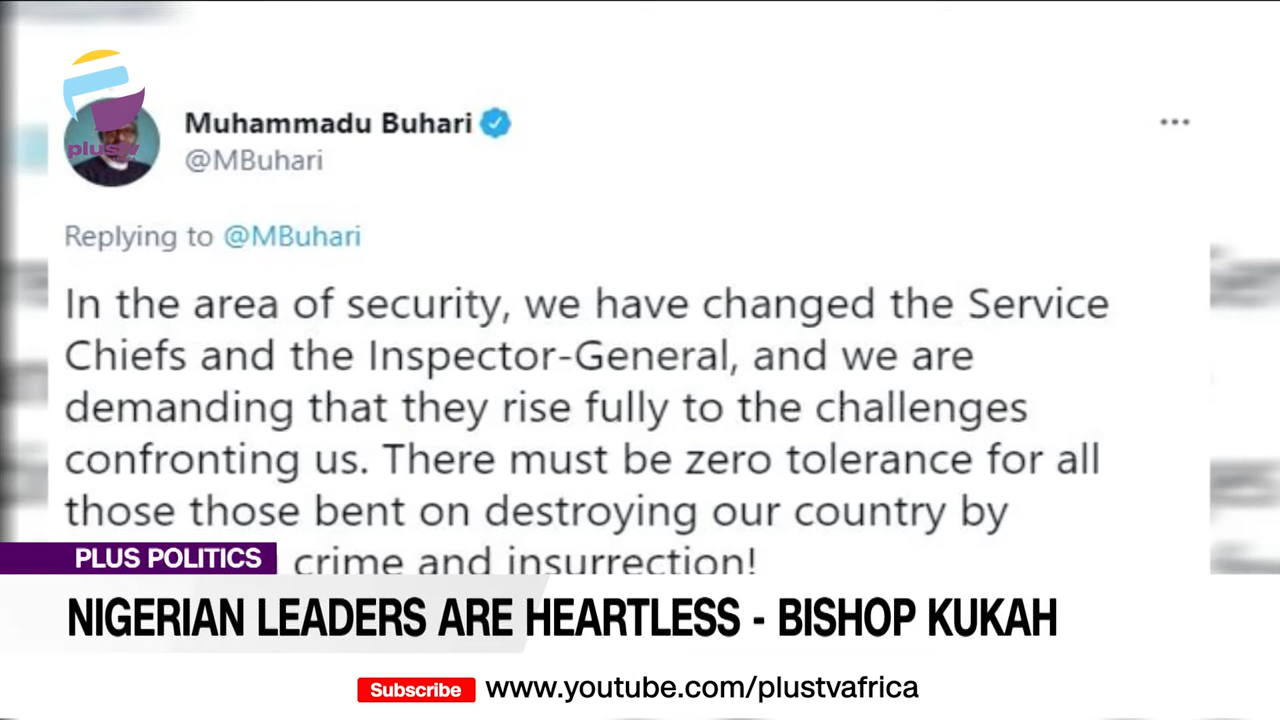 plustv
Muhammadu Buhari
@MBuhari
Replying to @MBuhari
In the area of security, we have changed the Service
Chiefs and the Inspector-General, and we are
demanding that they rise fully to the challenges
confronting us. There must be zero tolerance for all
those those bent on destroying our country by
crime and insurrection!
PLUS POLITICS
NIGERIAN LEADERS ARE HEARTLESS - BISHOP KUKAH
Subscribe www.youtube.com/plustvafrica